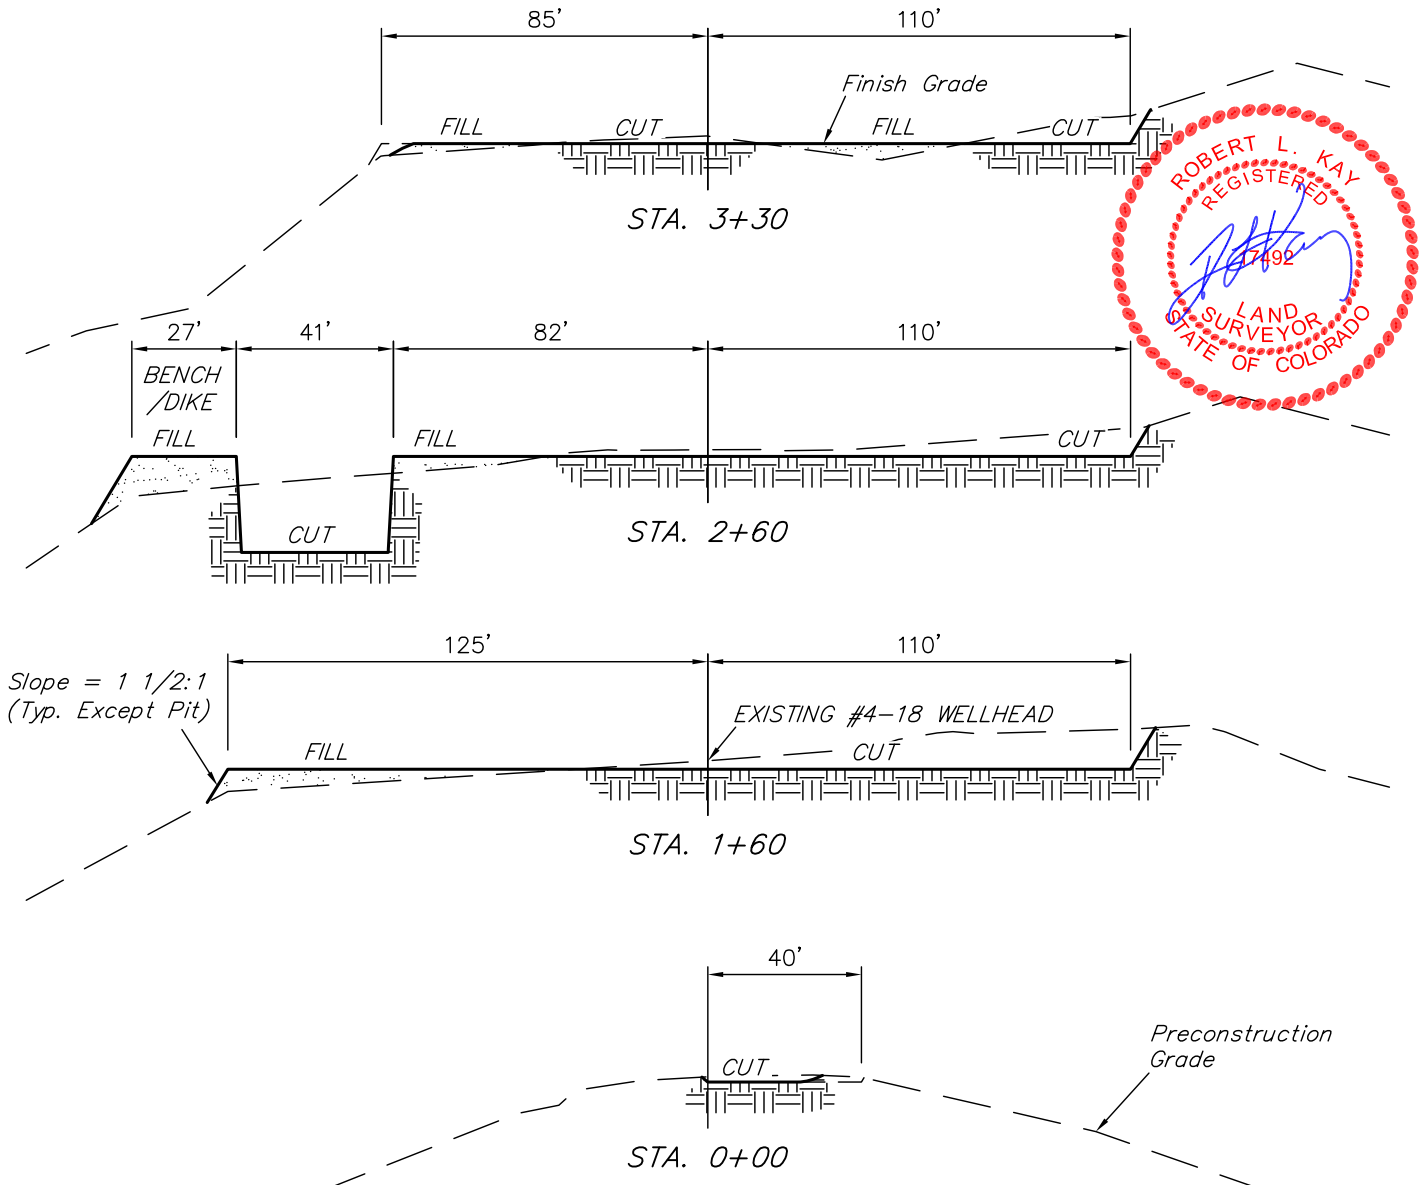 85' 110'
Finish Grade
FILL CUT FILL CUT
STA. 3+30
ROBERT L. KAY
REGISTERED
17492
LAND
SURVEYOR
STATE OF COLORADO
27' 41' 82' 110'
BENCH
/DIKE
FILL FILL CUT
CUT
STA. 2+60
125' 110'
Slope = 1 1/2:1
(Typ. Except Pit)
EXISTING #4-18 WELLHEAD
FILL CUT
STA. 1+60
40'
Preconstruction
Grade
CUT
STA. 0+00